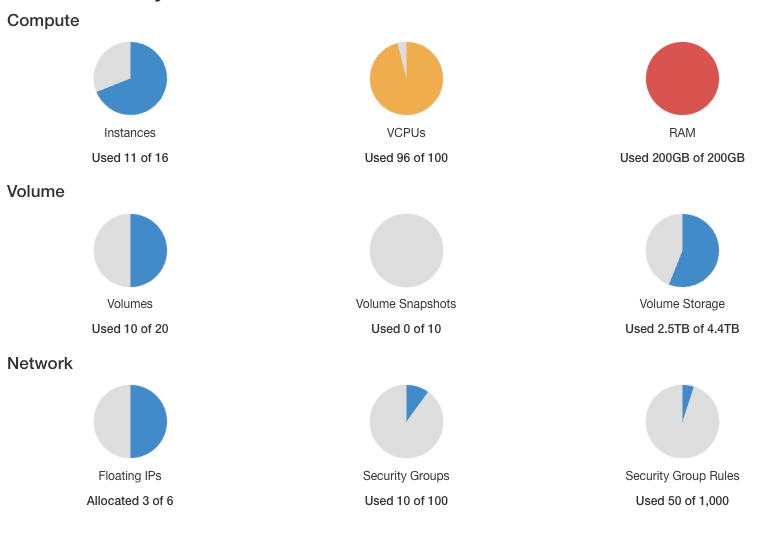 Compute
Instances
VCPUs
RAM
Used 11 of 16
Used 96 of 100
Used 200GB of 200GB
Volume
Volumes
Volume Snapshots
Volume Storage
Used 10 of 20
Used 0 of 10
Used 2.5TB of 4.4TB
Network
Floating IPs
Security Groups
Security Group Rules
Allocated 3 of 6
Used 10 of 100
Used 50 of 1,000